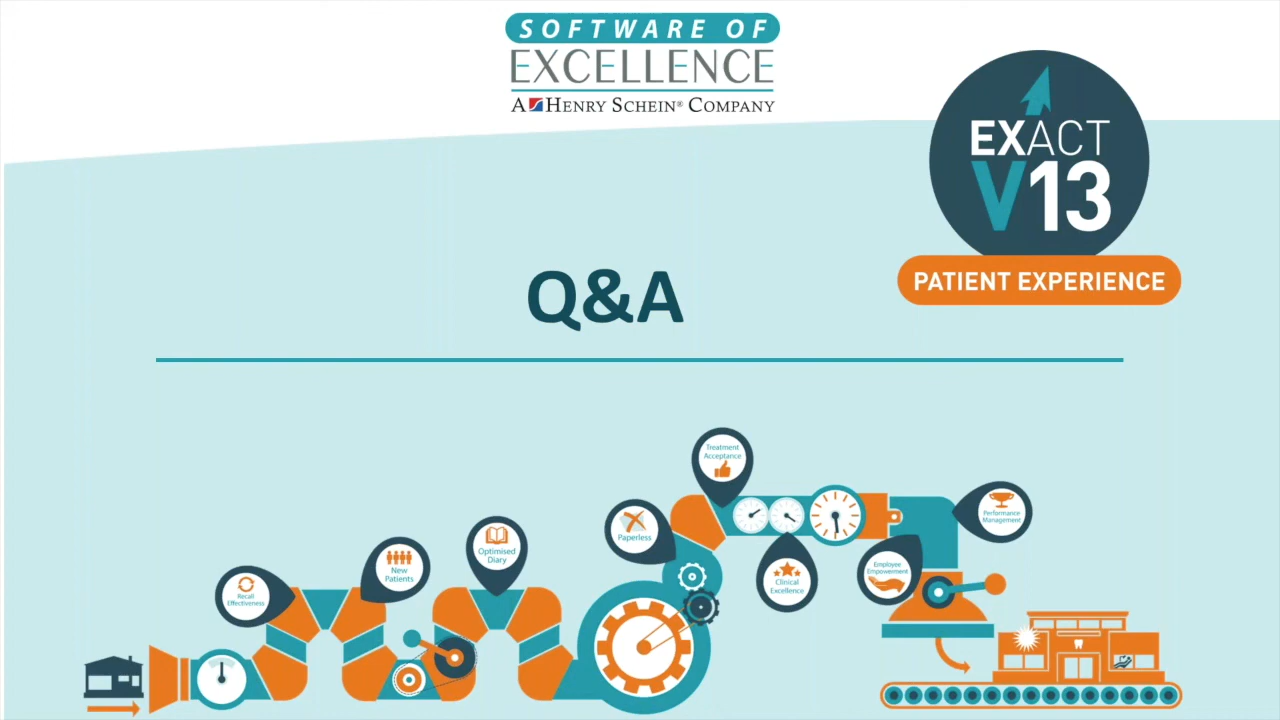 SOFTWARE OF
EXCELLENCE
A HENRY SCHEIN® COMPANY
EXACT
V13
PATIENT EXPERIENCE
Q&A
Treatment
Acceptance
Performance
Management
Paperless
Optimised
Diary
New
Patients
Employee
Empowerment
Clinical
Excellence
Recall
Effectiveness